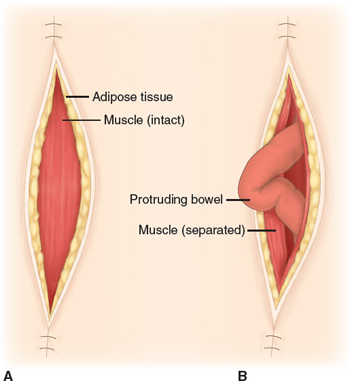 Adipose tissue
Muscle (intact)
Protruding bowel
Muscle (separated)
A
B